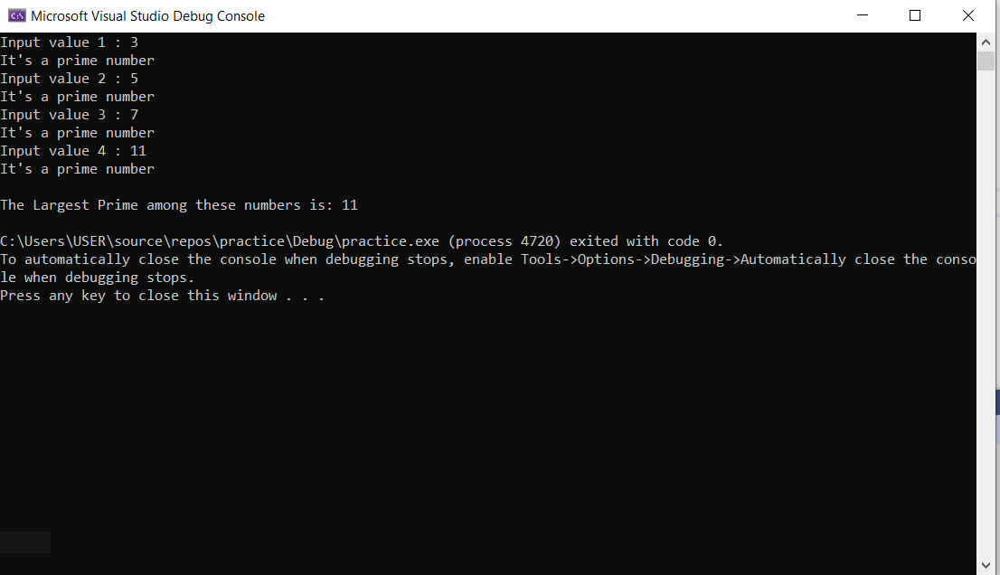 Microsoft Visual Studio Debug Console
Input value 1 : 3
It's a prime number
Input value 2 : 5
It's a prime number
Input value 3 : 7
It's a prime number
Input value 4 : 11
It's a prime number
The Largest Prime among these numbers is: 11
C:\Users\USER\source\repos\practice\Debug\practice.exe (process 4720) exited with code 0.
To automatically close the console when debugging stops, enable Tools->Options->Debugging->Automatically close the conso
le when debugging stops.
Press any key to close this window . . .